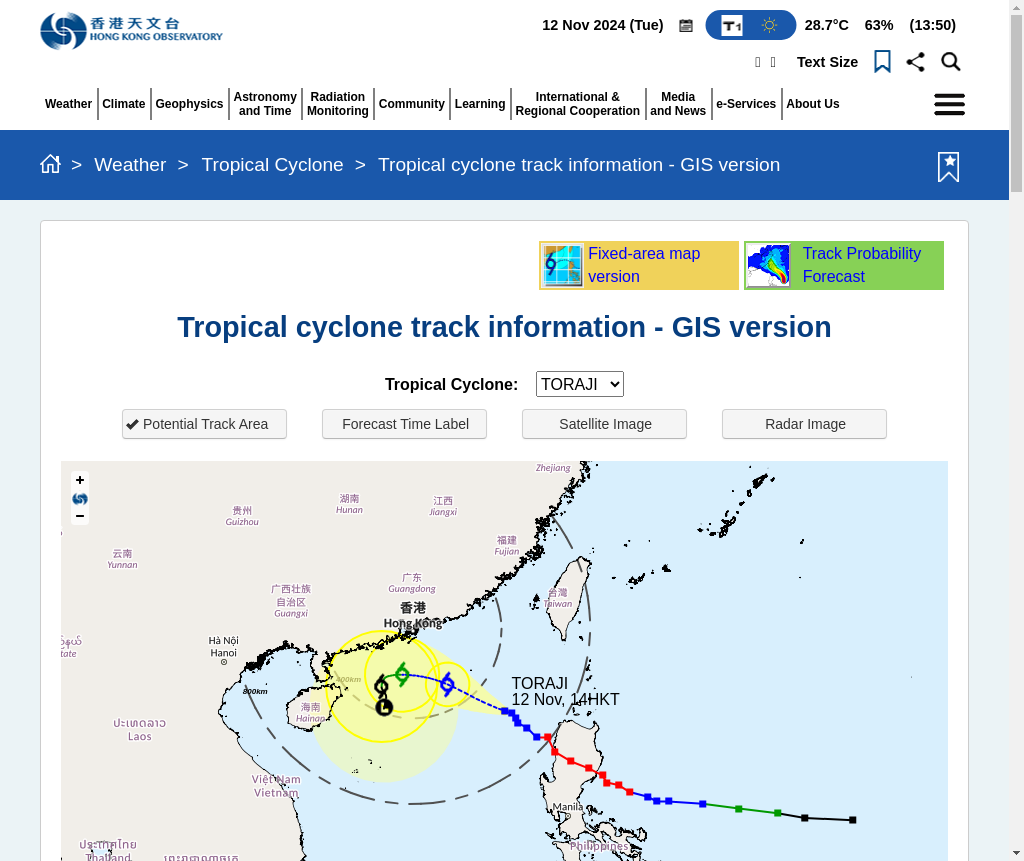 香港天文台
HONG KONG OBSERVATORY
12 Nov 2024 (Tue)
T1
28.7°C 63% (13:50)
Text Size
Weather
Climate
Geophysics
Astronomy
and Time
Radiation
Monitoring
Community
Learning
International &
Regional Cooperation
Media
and News
e-Services
About Us
> Weather > Tropical Cyclone > Tropical cyclone track information - GIS version
Fixed-area map
version
Track Probability
Forecast
Tropical cyclone track information - GIS version
Tropical Cyclone: TORAJI
Potential Track Area
Forecast Time Label
Satellite Image
Radar Image
+
−
Zhejiang
湖南
Hunan
江西
Jiangxi
贵州
Guizhou
福建
Fujian
云南
Yunnan
广东
Guangdong
广西壮族
自治区
Guangxi
台灣
Taiwan
香港
Hong Kong
Hà Nội
Hanoi
400km
800km
TORAJI
12 Nov, 14HKT
海南
Hainan
L
ປະເທດລາວ
Laos
Việt Nam
Vietnam
Manila
Philippines
ประเทศไทย
Thailand